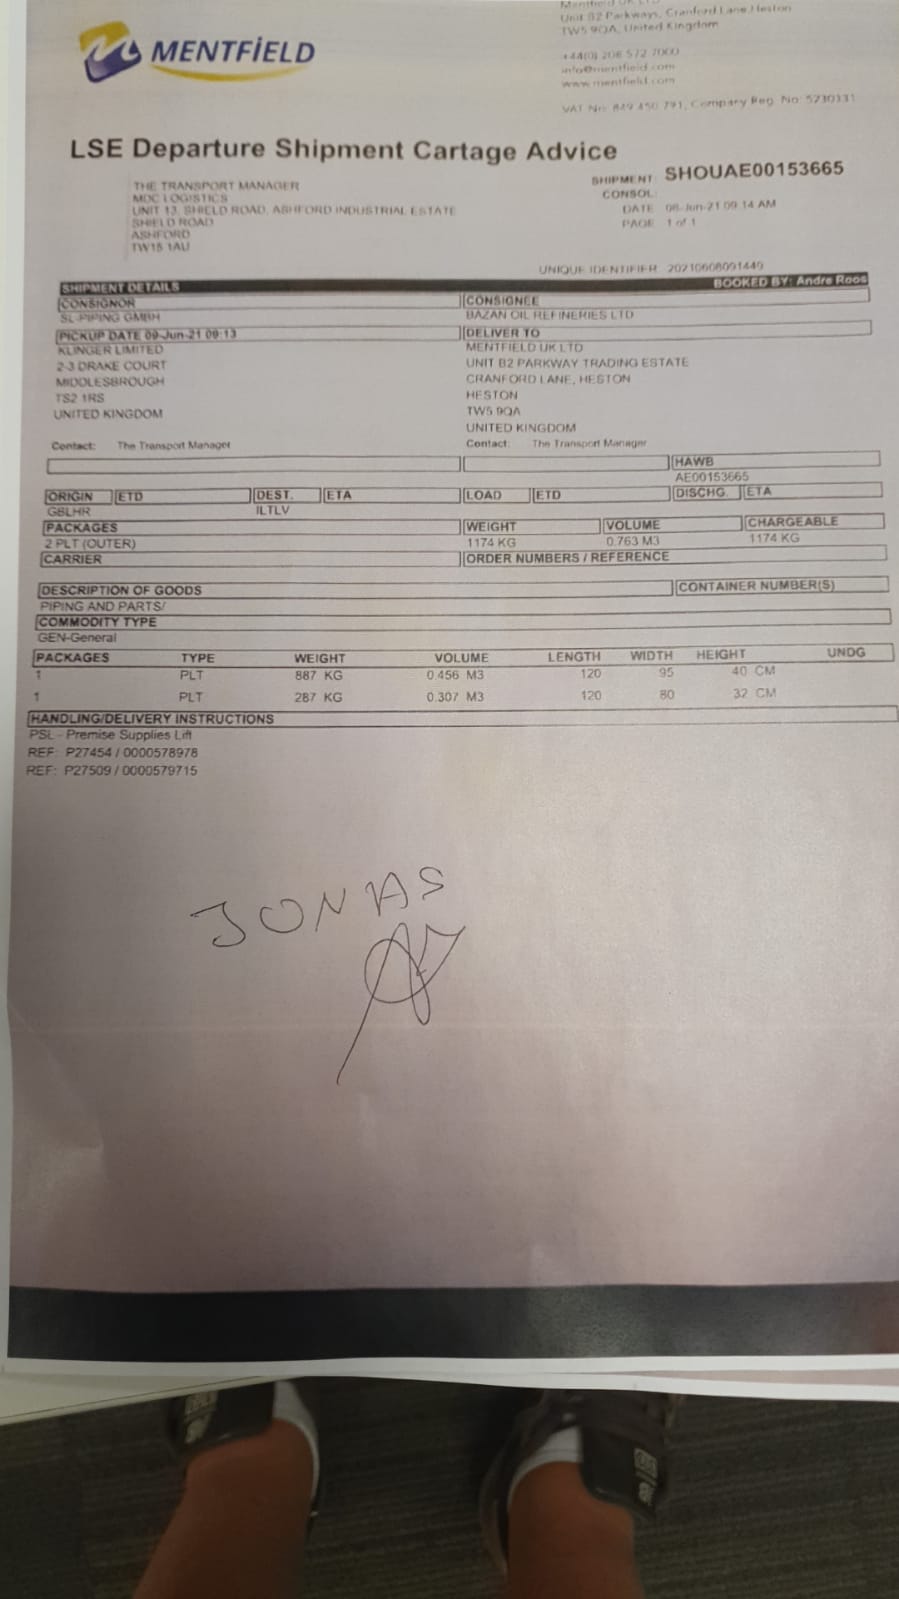 MENTFİELD
Mentfield UK LTD
Unit B2 Parkways, Cranford Lane, Heston
TW5 9QA, United Kingdom
+44(0) 208 572 7000
info@mentfield.com
www.mentfield.com
VAT No: 849 450 791, Company Reg. No: 5730331
LSE Departure Shipment Cartage Advice
THE TRANSPORT MANAGER
MDC LOGISTICS
UNIT 13, SHIELD ROAD, ASHFORD INDUSTRIAL ESTATE
SHIELD ROAD
ASHFORD
TW15 1AU
SHIPMENT: SHOUAE00153665
CONSOL:
DATE 08-Jun-21 09:14 AM
PAGE 1 of 1
UNIQUE IDENTIFIER 20210608091449
SHIPMENT DETAILS BOOKED BY: Andre Roos
CONSIGNOR CONSIGNEE
SL-PIPING GMBH BAZAN OIL REFINERIES LTD
PICKUP DATE 09-Jun-21 09:13 DELIVER TO
KLINGER LIMITED MENTFIELD UK LTD
2-3 DRAKE COURT UNIT B2 PARKWAY TRADING ESTATE
MIDDLESBROUGH CRANFORD LANE, HESTON
TS2 1RS HESTON
UNITED KINGDOM TW5 9QA
UNITED KINGDOM
Contact: The Transport Manager Contact: The Transport Manager
HAWB
AE00153665
ORIGIN ETD DEST. ETA LOAD ETD DISCHG. ETA
GBLHR ILTLV
PACKAGES WEIGHT VOLUME CHARGEABLE
2 PLT (OUTER) 1174 KG 0.763 M3 1174 KG
CARRIER ORDER NUMBERS / REFERENCE
DESCRIPTION OF GOODS CONTAINER NUMBER(S)
PIPING AND PARTS/
COMMODITY TYPE
GEN-General
PACKAGES TYPE WEIGHT VOLUME LENGTH WIDTH HEIGHT UNDG
1 PLT 887 KG 0.456 M3 120 95 40 CM
1 PLT 287 KG 0.307 M3 120 80 32 CM
HANDLING/DELIVERY INSTRUCTIONS
PSL - Premise Supplies Lift
REF: P27454 / 0000578978
REF: P27509 / 0000579715
JONAS